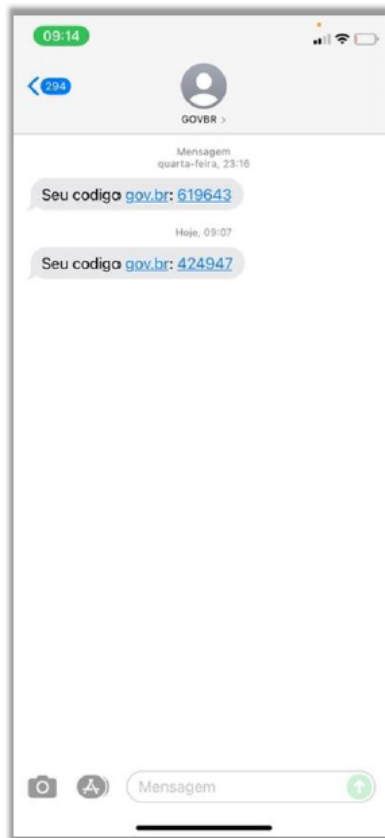 09:14
294
GOVBR >
Mensagem
quarta-feira, 23:16
Seu codigo gov.br: 619643
Hoje, 09:07
Seu codigo gov.br: 424947
Mensagem